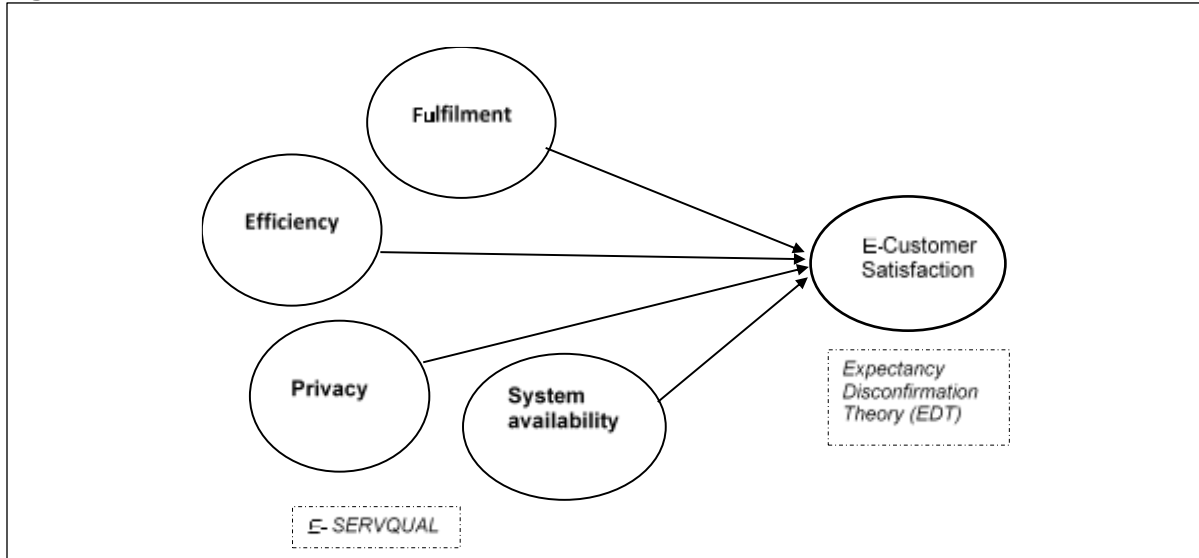 Fulfilment
Efficiency
E-Customer
Satisfaction
Privacy
System
availability
Expectancy
Disconfirmation
Theory (EDT)
E- SERVQUAL